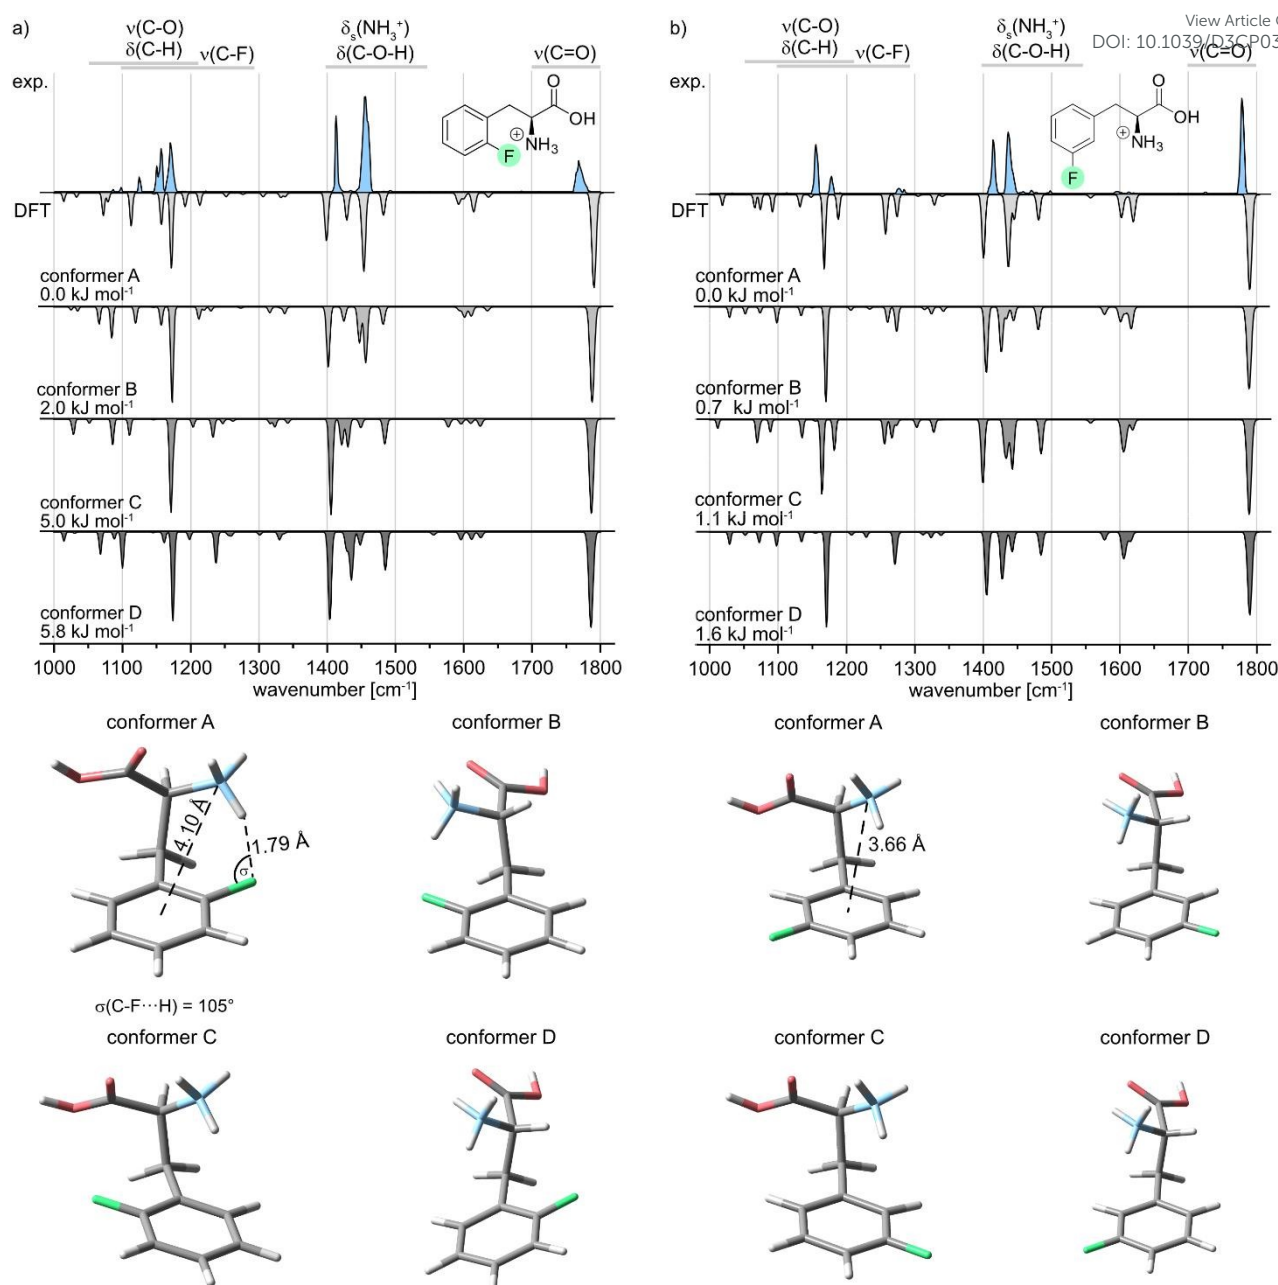 View Article O
DOI: 10.1039/D3CP03
a)
ν(C-O)
δ(C-H)
ν(C-F)
δs(NH3+)
δ(C-O-H)
ν(C=O)
exp.
O
OH
⊕
NH3
F
DFT
conformer A
0.0 kJ mol-1
conformer B
2.0 kJ mol-1
conformer C
5.0 kJ mol-1
conformer D
5.8 kJ mol-1
1000 1100 1200 1300 1400 1500 1600 1700 1800
wavenumber [cm-1]
b)
ν(C-O)
δ(C-H)
ν(C-F)
δs(NH3+)
δ(C-O-H)
ν(C=O)
exp.
O
OH
⊕
NH3
F
DFT
conformer A
0.0 kJ mol-1
conformer B
0.7 kJ mol-1
conformer C
1.1 kJ mol-1
conformer D
1.6 kJ mol-1
1000 1100 1200 1300 1400 1500 1600 1700 1800
wavenumber [cm-1]
conformer A
4.10 Å
1.79 Å
σ
σ(C-F···H) = 105°
conformer B
conformer C
conformer D
conformer A
3.66 Å
conformer B
conformer C
conformer D